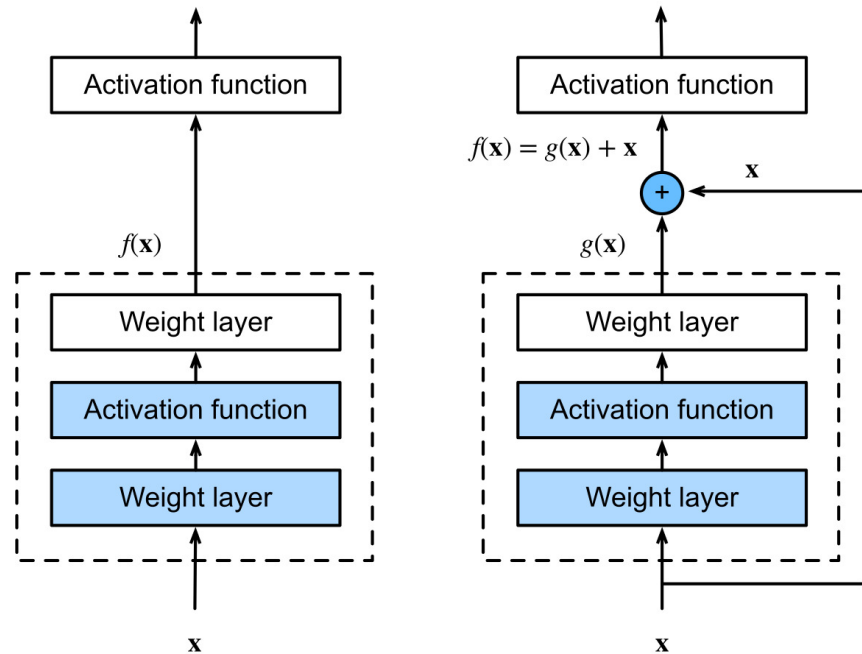 Activation function
f(x)
Weight layer
Activation function
Weight layer
x
Activation function
f(x) = g(x) + x
x
+
g(x)
Weight layer
Activation function
Weight layer
x